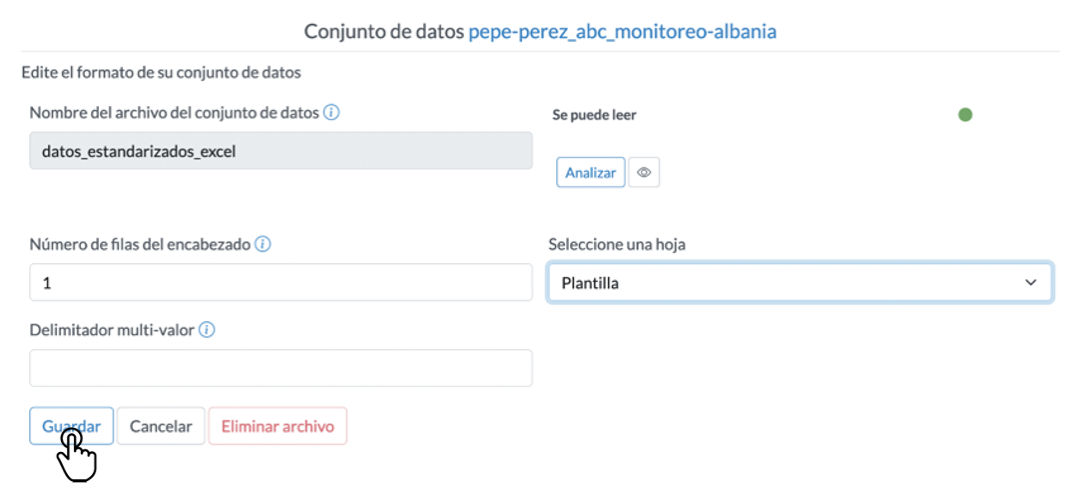 Conjunto de datos pepe-perez_abc_monitoreo-albania
Edite el formato de su conjunto de datos
Nombre del archivo del conjunto de datos
datos_estandarizados_excel
Se puede leer
Analizar
Número de filas del encabezado
1
Seleccione una hoja
Plantilla
Delimitador multi-valor
Guardar
Cancelar
Eliminar archivo